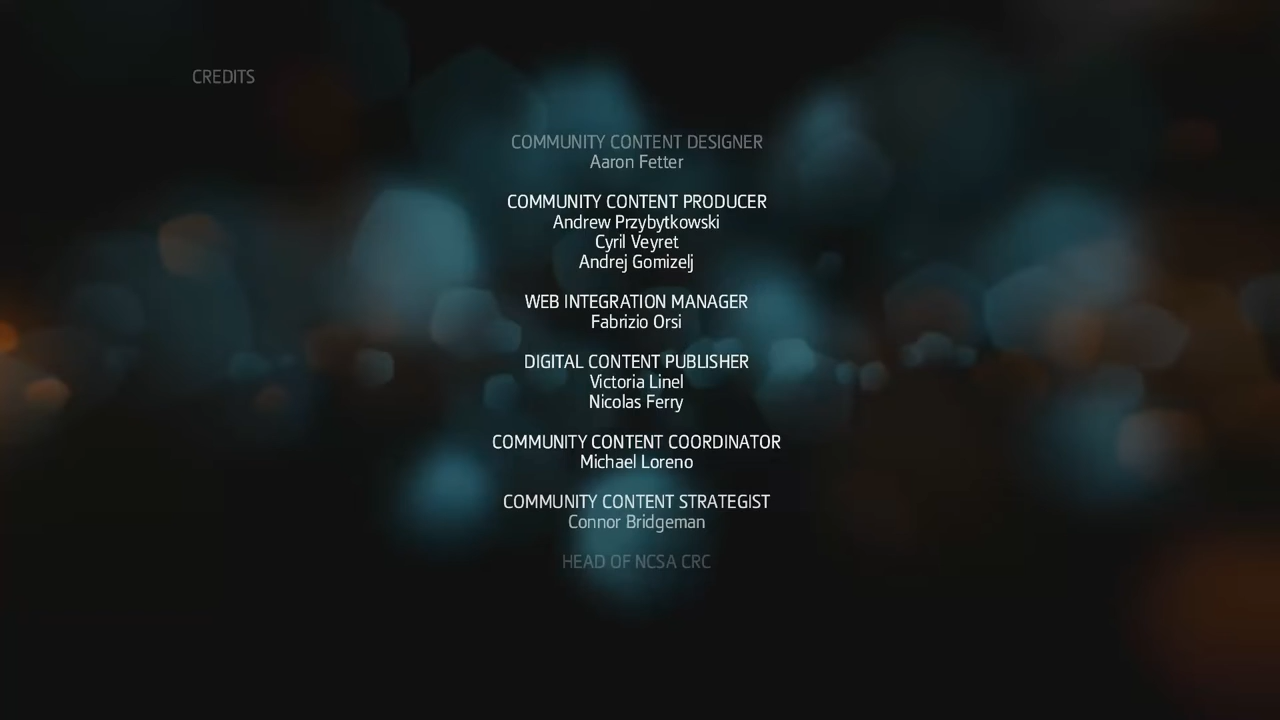 CREDITS
COMMUNITY CONTENT DESIGNER
Aaron Fetter
COMMUNITY CONTENT PRODUCER
Andrew Przybytkowski
Cyril Veyret
Andrej Gomizelj
WEB INTEGRATION MANAGER
Fabrizio Orsi
DIGITAL CONTENT PUBLISHER
Victoria Linel
Nicolas Ferry
COMMUNITY CONTENT COORDINATOR
Michael Loreno
COMMUNITY CONTENT STRATEGIST
Connor Bridgeman
HEAD OF NCSA CRC